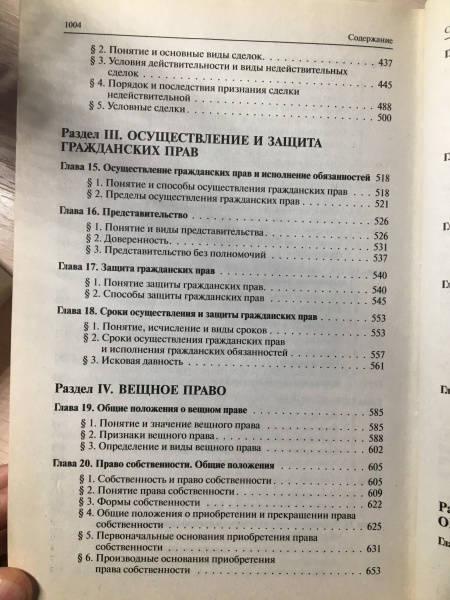 1004
Содержание
§ 2. Понятие и основные виды сделок. . . . . . . . . . . . . . . . . . . . 437
§ 3. Условия действительности и виды недействительных
сделок . . . . . . . . . . . . . . . . . . . . . . . . . . . . . . . . . . . . . . 445
§ 4. Порядок и последствия признания сделки
недействительной . . . . . . . . . . . . . . . . . . . . . . . . . . . . . 488
§ 5. Условные сделки . . . . . . . . . . . . . . . . . . . . . . . . . . . . . . . 500
Раздел III. ОСУЩЕСТВЛЕНИЕ И ЗАЩИТА
ГРАЖДАНСКИХ ПРАВ
Глава 15. Осуществление гражданских прав и исполнение обязанностей 518
§ 1. Понятие и способы осуществления гражданских прав . . . . . 518
§ 2. Пределы осуществления гражданских прав . . . . . . . . . . . . . 521
Глава 16. Представительство . . . . . . . . . . . . . . . . . . . . . . . . . . 526
§ 1. Понятие и виды представительства. . . . . . . . . . . . . . . . . . . 526
§ 2. Доверенность. . . . . . . . . . . . . . . . . . . . . . . . . . . . . . . . . . 531
§ 3. Представительство без полномочий . . . . . . . . . . . . . . . . . . 537
Глава 17. Защита гражданских прав . . . . . . . . . . . . . . . . . . . . . 540
§ 1. Понятие защиты гражданских прав. . . . . . . . . . . . . . . . . . . 540
§ 2. Способы защиты гражданских прав . . . . . . . . . . . . . . . . . . 545
Глава 18. Сроки осуществления и защиты гражданских прав . . . . . 553
§ 1. Понятие, исчисление и виды сроков . . . . . . . . . . . . . . . . . . 553
§ 2. Сроки осуществления гражданских прав
и исполнения гражданских обязанностей. . . . . . . . . . . . . . 557
§ 3. Исковая давность . . . . . . . . . . . . . . . . . . . . . . . . . . . . . . . 561
Раздел IV. ВЕЩНОЕ ПРАВО
Глава 19. Общие положения о вещном праве . . . . . . . . . . . . . . . . 585
§ 1. Понятие и значение вещного права . . . . . . . . . . . . . . . . . . 585
§ 2. Признаки вещного права. . . . . . . . . . . . . . . . . . . . . . . . . . 588
§ 3. Определение и виды вещного права . . . . . . . . . . . . . . . . . . 602
Глава 20. Право собственности. Общие положения . . . . . . . . . . . . 605
§ 1. Собственность и право собственности . . . . . . . . . . . . . . . . . 605
§ 2. Понятие права собственности . . . . . . . . . . . . . . . . . . . . . . 609
§ 3. Формы собственности . . . . . . . . . . . . . . . . . . . . . . . . . . . 622
§ 4. Общие положения о приобретении и прекращении права
собственности . . . . . . . . . . . . . . . . . . . . . . . . . . . . . . . . . 625
§ 5. Первоначальные основания приобретения права
собственности . . . . . . . . . . . . . . . . . . . . . . . . . . . . . . . . . 631
§ 6. Производные основания приобретения
права собственности . . . . . . . . . . . . . . . . . . . . . . . . . . . . 653